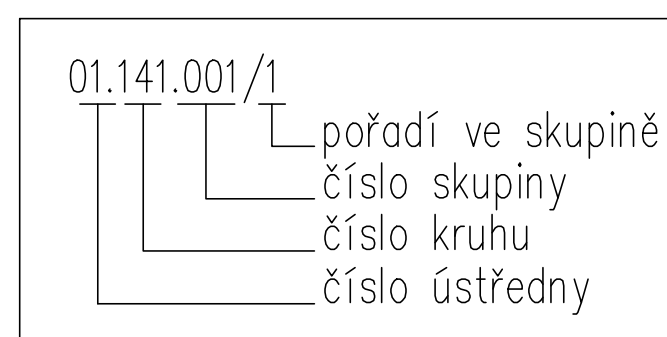 01.141.001/1
pořadí ve skupině
číslo skupiny
číslo kruhu
číslo ústředny